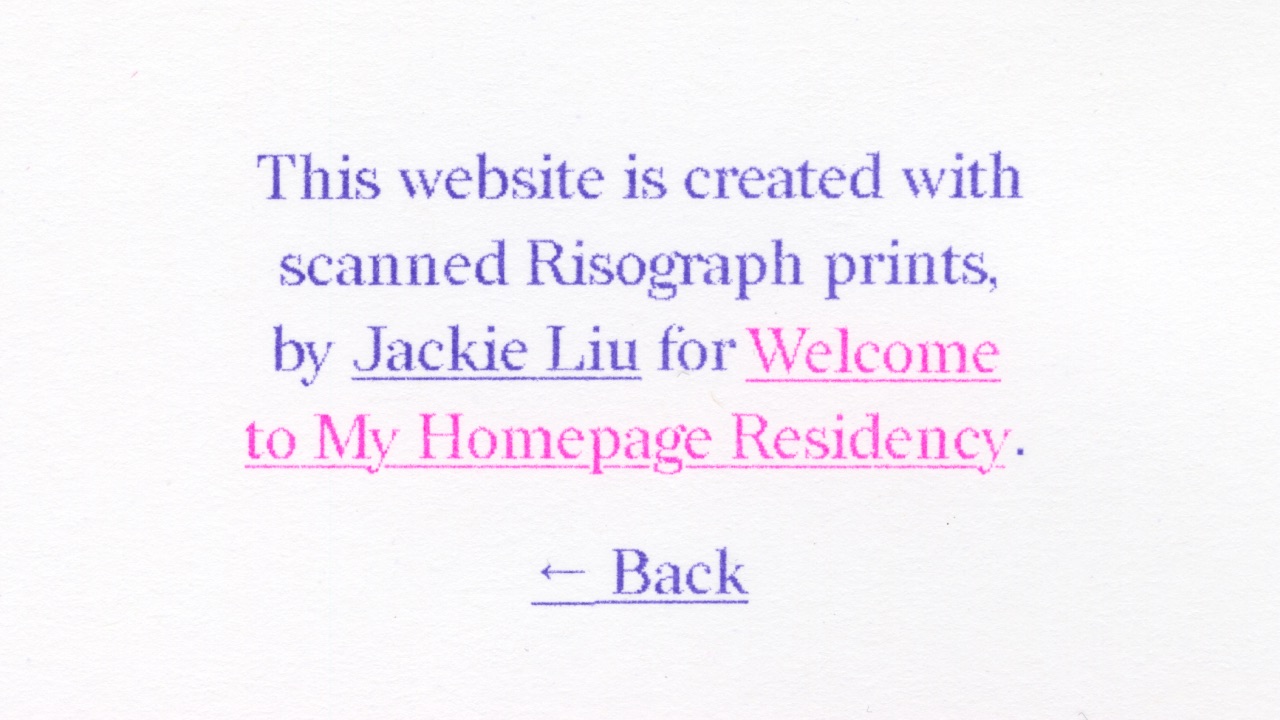 This website is created with
scanned Risograph prints,
by Jackie Liu for Welcome
to My Homepage Residency.
← Back